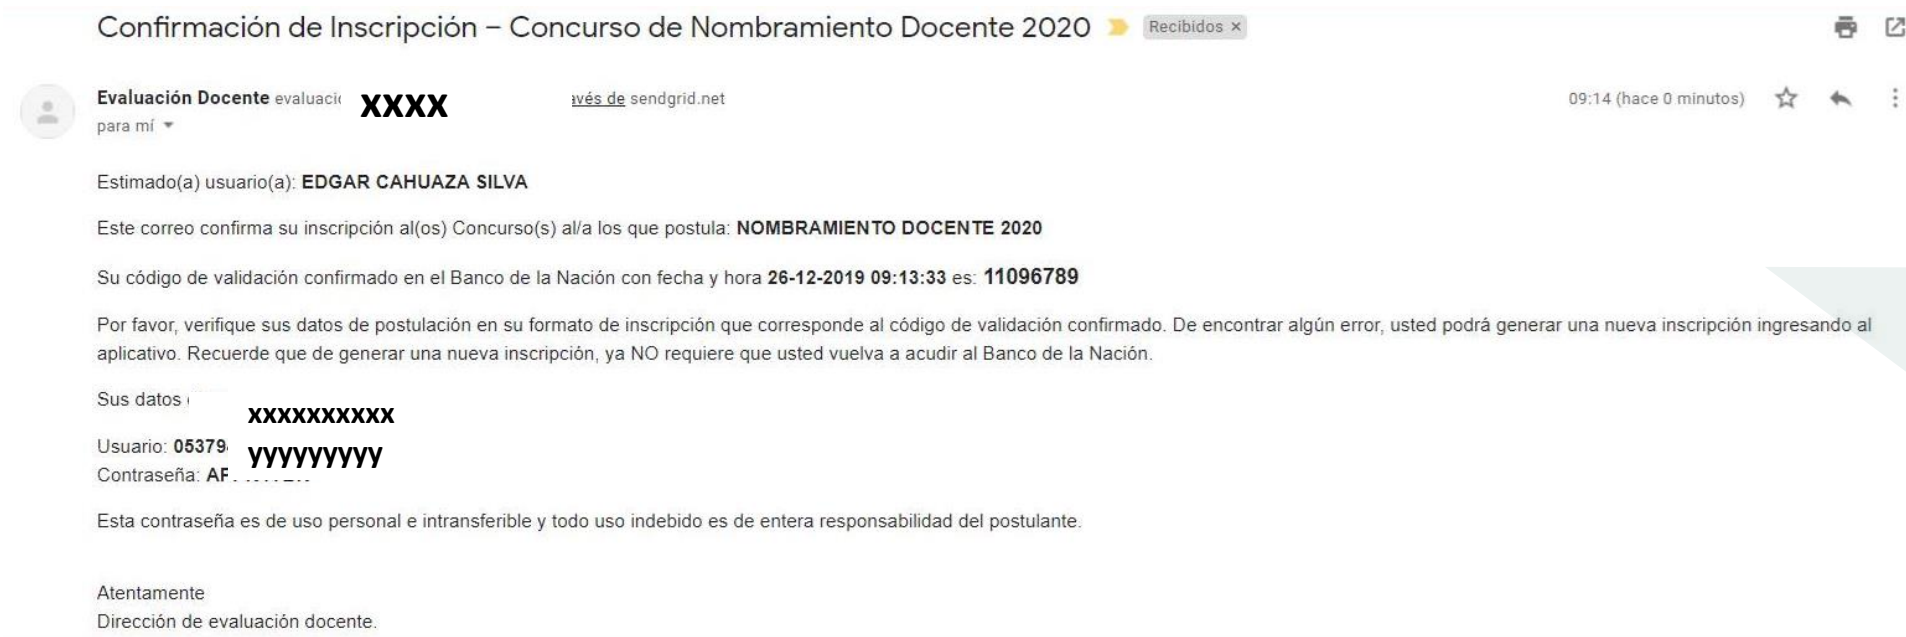 Confirmación de Inscripción – Concurso de Nombramiento Docente 2020 Recibidos ×
Evaluación Docente xxxx avés de sendgrid.net 09:14 (hace 0 minutos)
para mí
Estimado(a) usuario(a): EDGAR CAHUAZA SILVA
Este correo confirma su inscripción al(os) Concurso(s) al/a los que postula: NOMBRAMIENTO DOCENTE 2020
Su código de validación confirmado en el Banco de la Nación con fecha y hora 26-12-2019 09:13:33 es: 11096789
Por favor, verifique sus datos de postulación en su formato de inscripción que corresponde al código de validación confirmado. De encontrar algún error, usted podrá generar una nueva inscripción ingresando al
aplicativo. Recuerde que de generar una nueva inscripción, ya NO requiere que usted vuelva a acudir al Banco de la Nación.
Sus datos
xxxxxxxxxx
Usuario: 05379
yyyyyyyyy
Contraseña:
Esta contraseña es de uso personal e intransferible y todo uso indebido es de entera responsabilidad del postulante.
Atentamente
Dirección de evaluación docente.